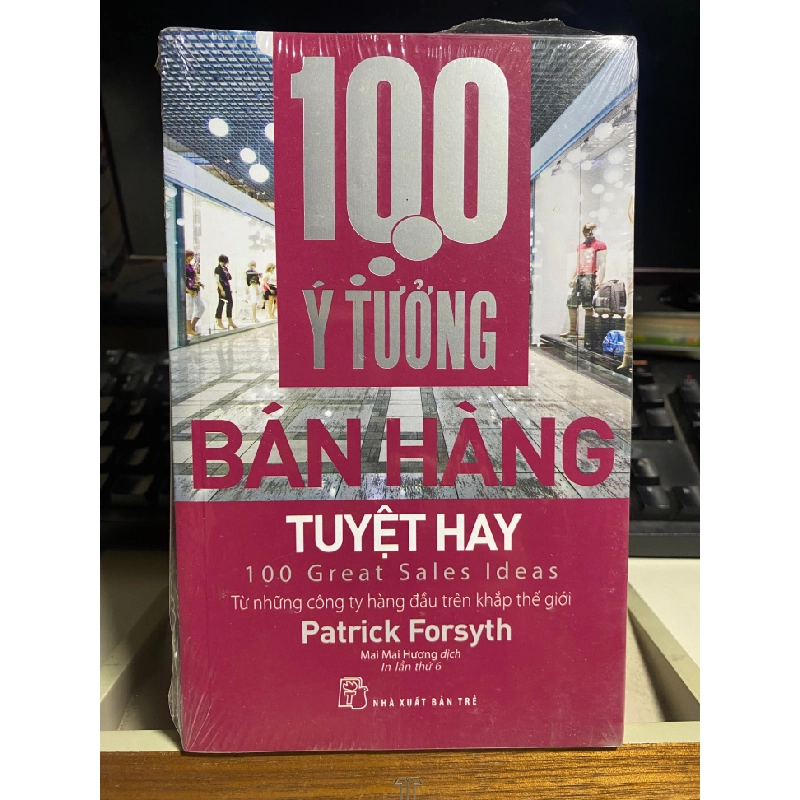 100
Ý TƯỞNG
BÁN HÀNG
TUYỆT HAY
100 Great Sales Ideas
Từ những công ty hàng đầu trên khắp thế giới
Patrick Forsyth
Mai Mai Hương dịch
In lần thứ 6
NHÀ XUẤT BẢN TRẺ